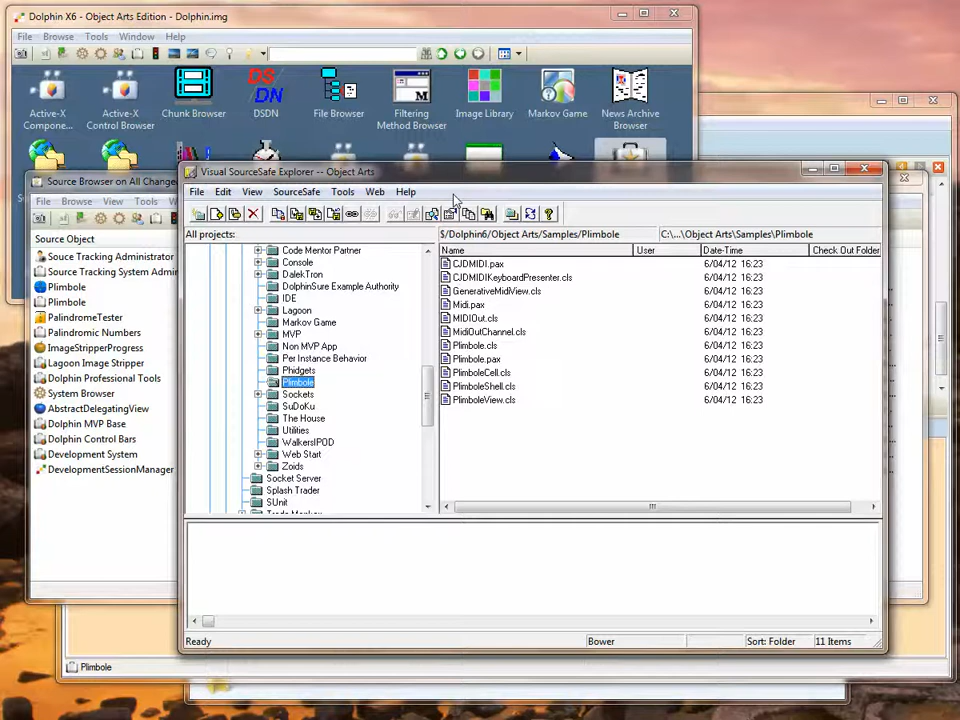 Dolphin X6 - Object Arts Edition - Dolphin.img
File Browse Tools Window Help
Active-X Compone...
Active-X Control Browser
Chunk Browser
DS/DN
DSDN
File Browser
M
Filtering Method Browser
Image Library
Markov Game
News Archive Browser
Source Browser on All Change
File Browse View Tools
Source Object
Souce Tracking Administrator
Source Tracking System Admin
Plimbole
Plimbole
PalindromeTester
Palindromic Numbers
ImageStripperProgress
Lagoon Image Stripper
Dolphin Professional Tools
System Browser
AbstractDelegatingView
Dolphin MVP Base
Dolphin Control Bars
Development System
DevelopmentSessionManager
Visual SourceSafe Explorer -- Object Arts
File Edit View SourceSafe Tools Web Help
All projects:
$/Dolphin6/Object Arts/Samples/Plimbole
C:\...\Object Arts\Samples\Plimbole
Code Mentor Partner
Console
DalekTron
DolphinSure Example Authority
IDE
Lagoon
Markov Game
MVP
Non MVP App
Per Instance Behavior
Phidgets
Plimbole
Sockets
SuDoKu
The House
Utilities
WalkersIPOD
Web Start
Zoids
Socket Server
Splash Trader
SUnit
Name User Date-Time Check Out Folder
CJDMIDI.pax 6/04/12 16:23
CJDMIDIKeyboardPresenter.cls 6/04/12 16:23
GenerativeMidiView.cls 6/04/12 16:23
Midi.pax 6/04/12 16:23
MIDIOut.cls 6/04/12 16:23
MidiOutChannel.cls 6/04/12 16:23
Plimbole.cls 6/04/12 16:23
Plimbole.pax 6/04/12 16:23
PlimboleCell.cls 6/04/12 16:23
PlimboleShell.cls 6/04/12 16:23
PlimboleView.cls 6/04/12 16:23
Ready Bower Sort: Folder 11 Items
Plimbole